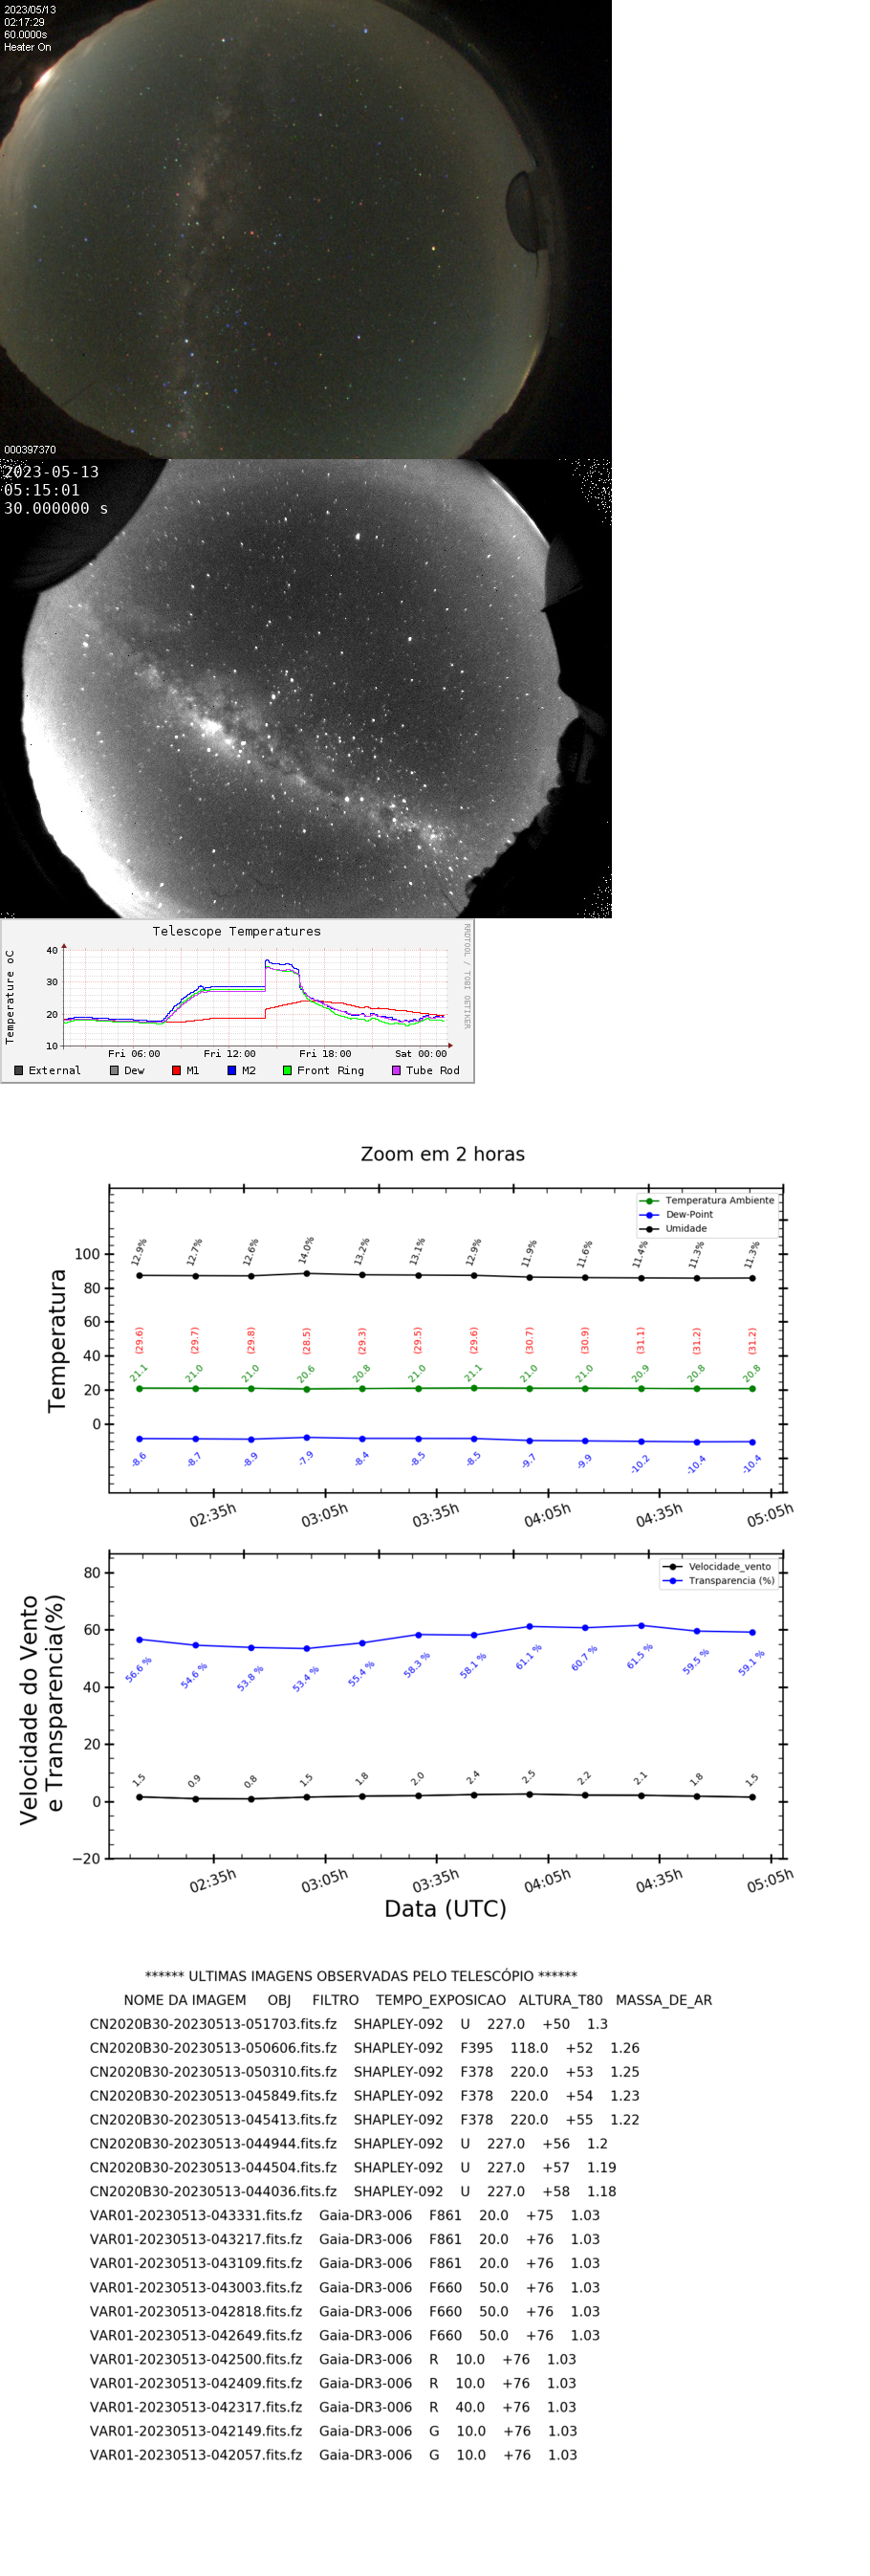 2023/05/13
02:17:29
60.0000s
Heater On
000397370
2023-05-13
05:15:01
30.000000 s
Telescope Temperatures
RRDTOOL / TOBI OETIKER
Temperature oC
40
30
20
10
Fri 06:00 Fri 12:00 Fri 18:00 Sat 00:00
External Dew M1 M2 Front Ring Tube Rod
Zoom em 2 horas
Temperatura Ambiente
Dew-Point
Umidade
Temperatura
100
80
60
40
20
0
12.9% 12.7% 12.6% 14.0% 13.2% 13.1% 12.9% 11.9% 11.6% 11.4% 11.3% 11.3%
(29.6) (29.7) (29.8) (28.5) (29.3) (29.5) (29.6) (30.7) (30.9) (31.1) (31.2) (31.2)
21.1 21.0 21.0 20.6 20.8 21.0 21.1 21.0 21.0 20.9 20.8 20.8
-8.6 -8.7 -8.9 -7.9 -8.4 -8.5 -8.5 -9.7 -9.9 -10.2 -10.4 -10.4
02:35h 03:05h 03:35h 04:05h 04:35h 05:05h
Velocidade_vento
Transparencia (%)
Velocidade do Vento
e Transparencia(%)
80
60
40
20
0
−20
56.6 % 54.6 % 53.8 % 53.4 % 55.4 % 58.3 % 58.1 % 61.1 % 60.7 % 61.5 % 59.5 % 59.1 %
1.5 0.9 0.8 1.5 1.8 2.0 2.4 2.5 2.2 2.1 1.8 1.5
02:35h 03:05h 03:35h 04:05h 04:35h 05:05h
Data (UTC)
****** ULTIMAS IMAGENS OBSERVADAS PELO TELESCÓPIO ******
NOME DA IMAGEM OBJ FILTRO TEMPO_EXPOSICAO ALTURA_T80 MASSA_DE_AR
CN2020B30-20230513-051703.fits.fz SHAPLEY-092 U 227.0 +50 1.3
CN2020B30-20230513-050606.fits.fz SHAPLEY-092 F395 118.0 +52 1.26
CN2020B30-20230513-050310.fits.fz SHAPLEY-092 F378 220.0 +53 1.25
CN2020B30-20230513-045849.fits.fz SHAPLEY-092 F378 220.0 +54 1.23
CN2020B30-20230513-045413.fits.fz SHAPLEY-092 F378 220.0 +55 1.22
CN2020B30-20230513-044944.fits.fz SHAPLEY-092 U 227.0 +56 1.2
CN2020B30-20230513-044504.fits.fz SHAPLEY-092 U 227.0 +57 1.19
CN2020B30-20230513-044036.fits.fz SHAPLEY-092 U 227.0 +58 1.18
VAR01-20230513-043331.fits.fz Gaia-DR3-006 F861 20.0 +75 1.03
VAR01-20230513-043217.fits.fz Gaia-DR3-006 F861 20.0 +76 1.03
VAR01-20230513-043109.fits.fz Gaia-DR3-006 F861 20.0 +76 1.03
VAR01-20230513-043003.fits.fz Gaia-DR3-006 F660 50.0 +76 1.03
VAR01-20230513-042818.fits.fz Gaia-DR3-006 F660 50.0 +76 1.03
VAR01-20230513-042649.fits.fz Gaia-DR3-006 F660 50.0 +76 1.03
VAR01-20230513-042500.fits.fz Gaia-DR3-006 R 10.0 +76 1.03
VAR01-20230513-042409.fits.fz Gaia-DR3-006 R 10.0 +76 1.03
VAR01-20230513-042317.fits.fz Gaia-DR3-006 R 40.0 +76 1.03
VAR01-20230513-042149.fits.fz Gaia-DR3-006 G 10.0 +76 1.03
VAR01-20230513-042057.fits.fz Gaia-DR3-006 G 10.0 +76 1.03